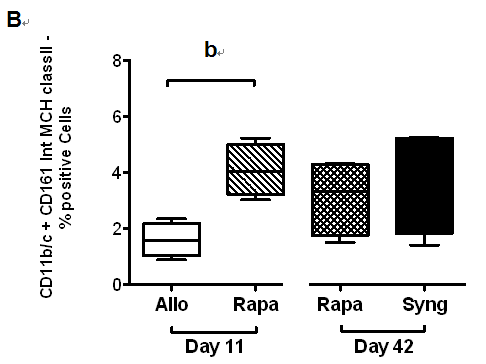 B↵
b↵
CD11b/c + CD161 Int MCH classII -
% positive Cells
8
6
4
2
0
Allo Rapa Rapa Syng
Day 11 Day 42